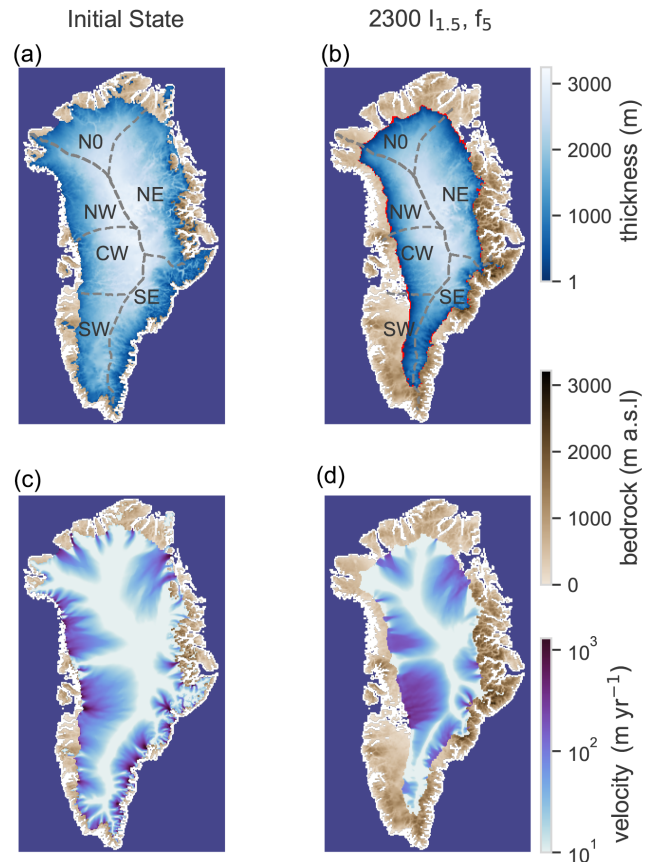 Initial State
2300 I1.5, f5
(a)
(b)
N0
NE
NW
CW
SE
SW
N0
NE
NW
CW
SE
SW
3000
2000
1000
1
thickness (m)
3000
2000
1000
0
bedrock (m a.s.l)
(c)
(d)
10³
10²
10¹
velocity (m yr⁻¹)